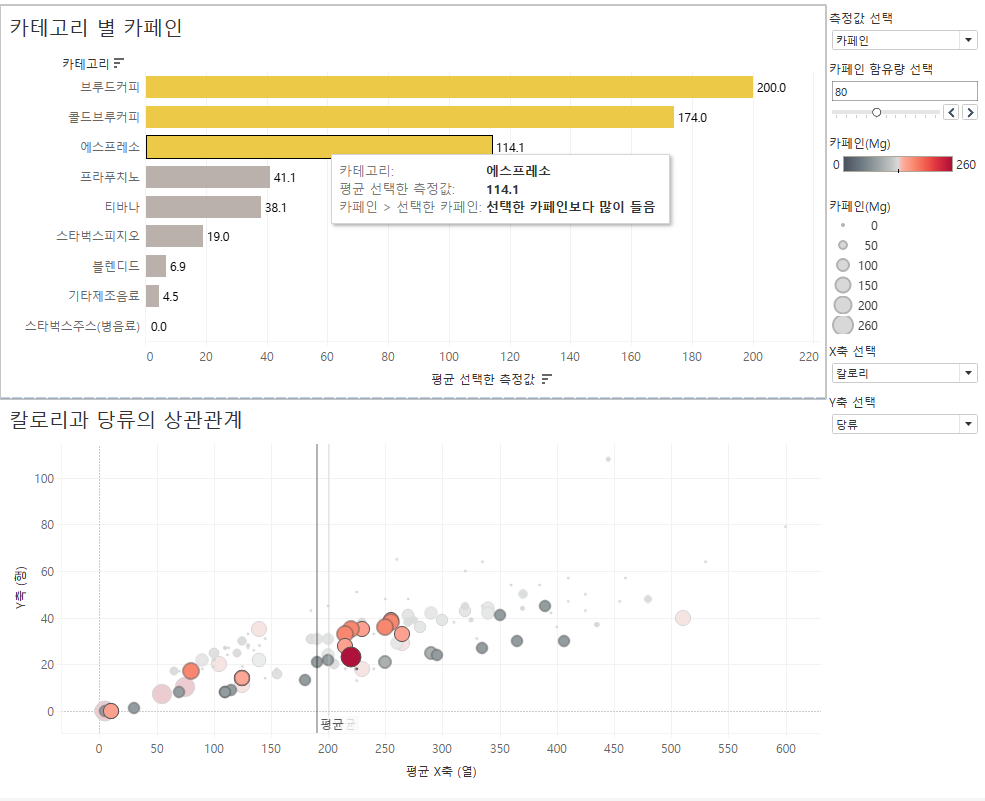 카테고리 별 카페인
카테고리
브루드커피 200.0
콜드브루커피 174.0
에스프레소 114.1
프라푸치노 41.1
티바나 38.1
스타벅스피지오 19.0
블렌디드 6.9
기타제조음료 4.5
스타벅스주스(병음료) 0.0
0 20 40 60 80 100 120 140 160 180 200 220
평균 선택한 측정값
카테고리: 에스프레소
평균 선택한 측정값: 114.1
카페인 > 선택한 카페인: 선택한 카페인보다 많이 들음
측정값 선택
카페인
카페인 함유량 선택
80
카페인(Mg)
0 260
카페인(Mg)
0
50
100
150
200
260
X축 선택
칼로리
Y축 선택
당류
칼로리과 당류의 상관관계
Y축 (행)
100
80
60
40
20
0
평균
0 50 100 150 200 250 300 350 400 450 500 550 600
평균 X축 (열)